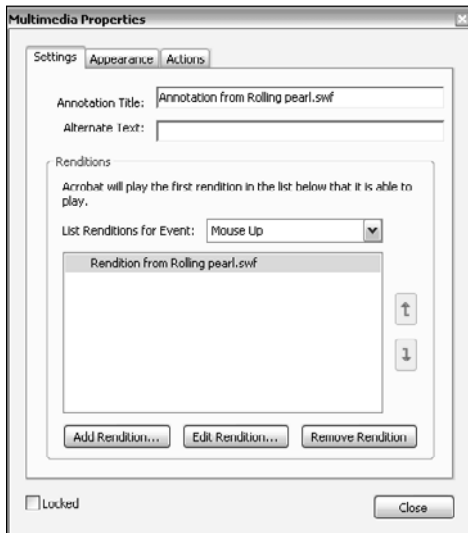 Multimedia Properties
Settings Appearance Actions
Annotation Title: Annotation from Rolling pearl.swf
Alternate Text:
Renditions
Acrobat will play the first rendition in the list below that it is able to
play.
List Renditions for Event: Mouse Up
Rendition from Rolling pearl.swf
Add Rendition... Edit Rendition... Remove Rendition
Locked Close